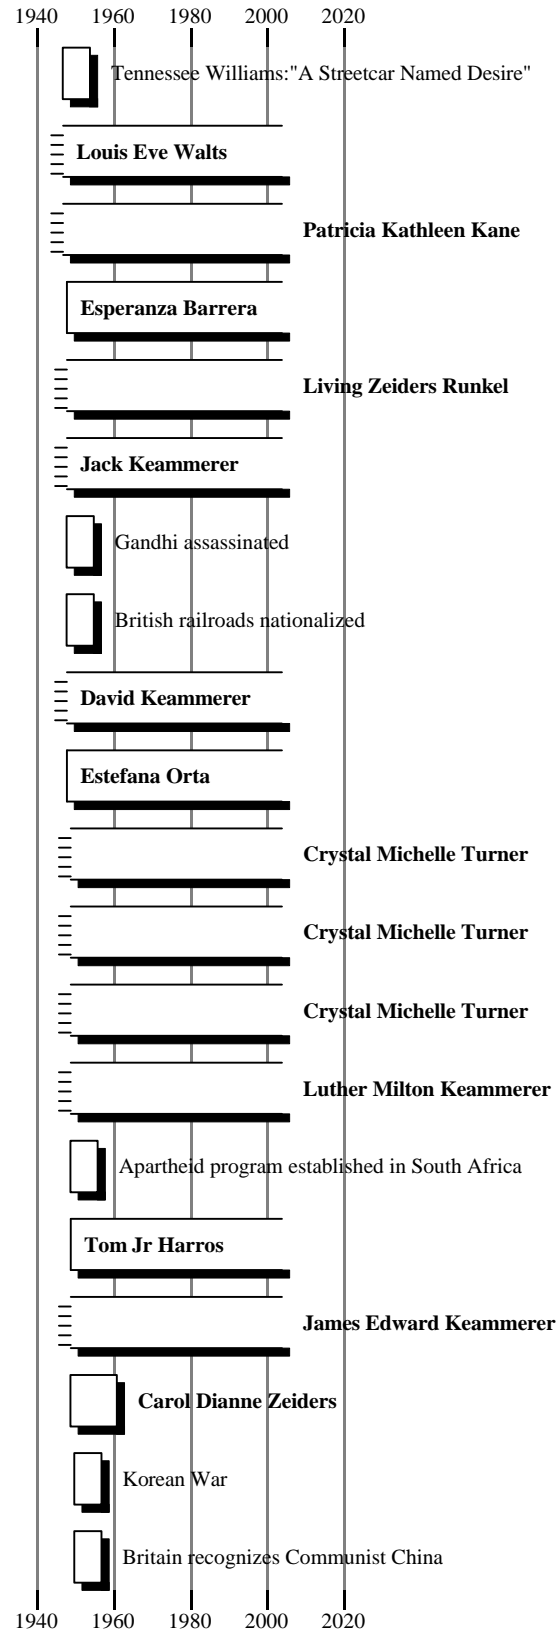 1940 1960 1980 2000 2020
Tennessee Williams:"A Streetcar Named Desire"
Louis Eve Walts
Patricia Kathleen Kane
Esperanza Barrera
Living Zeiders Runkel
Jack Keammerer
Gandhi assassinated
British railroads nationalized
David Keammerer
Estefana Orta
Crystal Michelle Turner
Crystal Michelle Turner
Crystal Michelle Turner
Luther Milton Keammerer
Apartheid program established in South Africa
Tom Jr Harros
James Edward Keammerer
Carol Dianne Zeiders
Korean War
Britain recognizes Communist China
1940 1960 1980 2000 2020